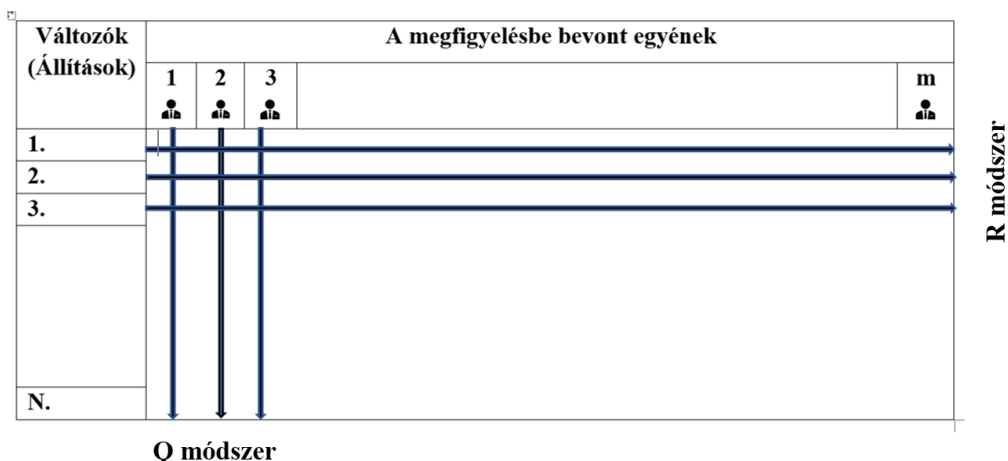 Változók
(Állítások)
A megfigyelésbe bevont egyének
1
2
3
m
1.
2.
3.
N.
R módszer
Q módszer